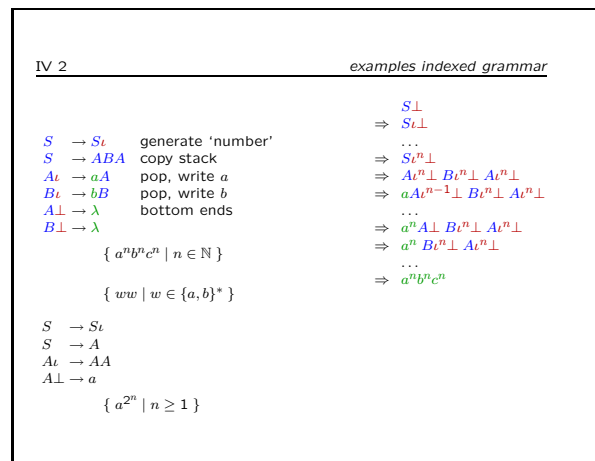 IV 2 examples indexed grammar
S → Sι generate ‘number’
S → ABA copy stack
Aι → aA pop, write a
Bι → bB pop, write b
A⊥ → λ bottom ends
B⊥ → λ
{ aⁿbⁿcⁿ | n ∈ ℕ }
{ ww | w ∈ {a, b}* }
S → Sι
S → A
Aι → AA
A⊥ → a
{ a^{2^n} | n ≥ 1 }
S⊥
⇒ Sι⊥
...
⇒ Sιⁿ⊥
⇒ Aιⁿ⊥ Bιⁿ⊥ Aιⁿ⊥
⇒ aAιⁿ⁻¹⊥ Bιⁿ⊥ Aιⁿ⊥
...
⇒ aⁿA⊥ Bιⁿ⊥ Aιⁿ⊥
⇒ aⁿ Bιⁿ⊥ Aιⁿ⊥
...
⇒ aⁿbⁿcⁿ